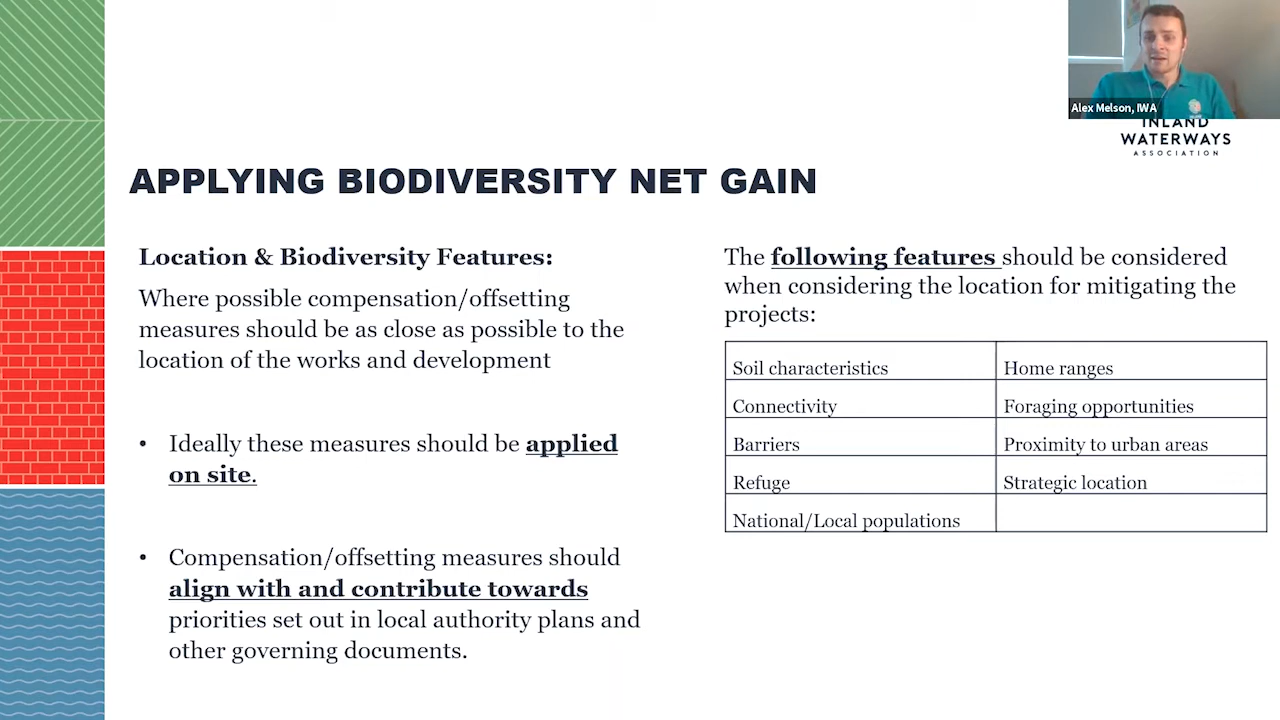 Alex Melson, IWA
INLAND
WATERWAYS
ASSOCIATION
APPLYING BIODIVERSITY NET GAIN
Location & Biodiversity Features:
Where possible compensation/offsetting
measures should be as close as possible to the
location of the works and development
• Ideally these measures should be applied
on site.
• Compensation/offsetting measures should
align with and contribute towards
priorities set out in local authority plans and
other governing documents.
The following features should be considered
when considering the location for mitigating the
projects:
Soil characteristics
Home ranges
Connectivity
Foraging opportunities
Barriers
Proximity to urban areas
Refuge
Strategic location
National/Local populations